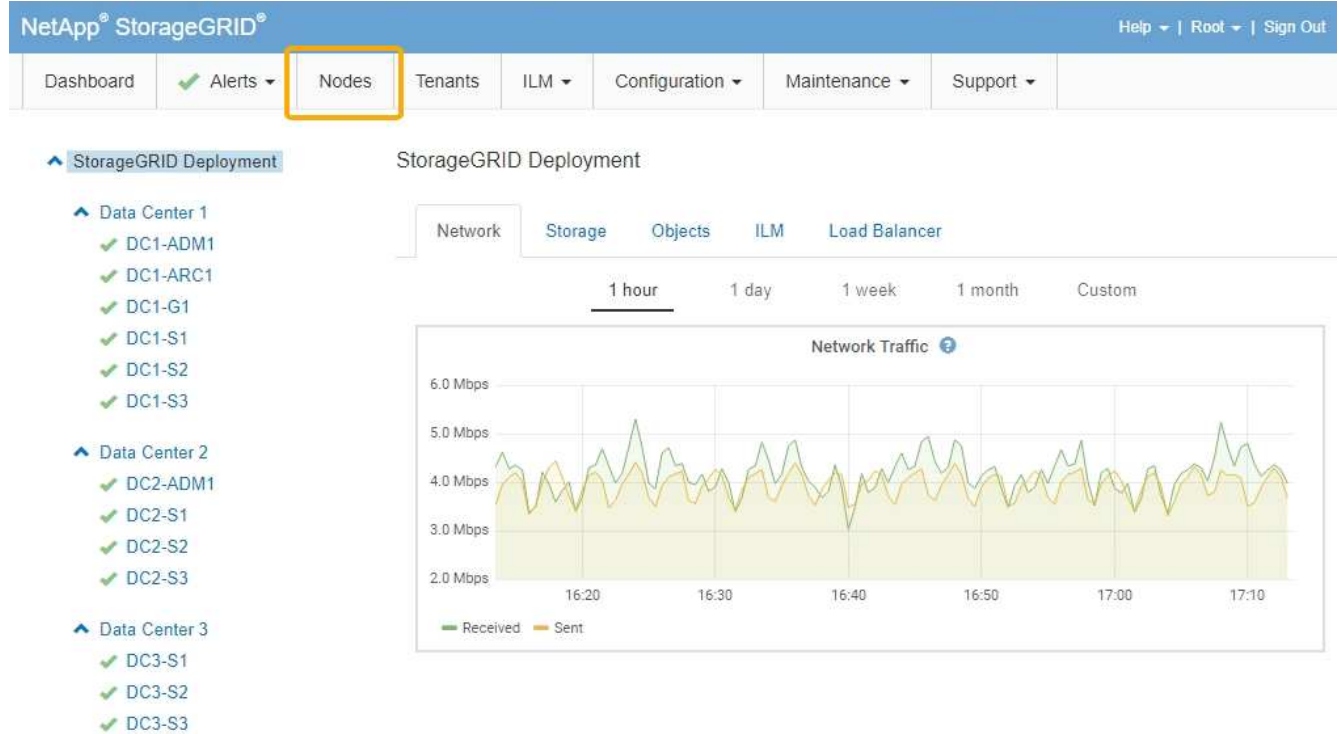 NetApp® StorageGRID®
Help | Root | Sign Out
Dashboard Alerts Nodes Tenants ILM Configuration Maintenance Support
StorageGRID Deployment
Data Center 1
DC1-ADM1
DC1-ARC1
DC1-G1
DC1-S1
DC1-S2
DC1-S3
Data Center 2
DC2-ADM1
DC2-S1
DC2-S2
DC2-S3
Data Center 3
DC3-S1
DC3-S2
DC3-S3
StorageGRID Deployment
Network Storage Objects ILM Load Balancer
1 hour 1 day 1 week 1 month Custom
Network Traffic ?
6.0 Mbps
5.0 Mbps
4.0 Mbps
3.0 Mbps
2.0 Mbps
16:20 16:30 16:40 16:50 17:00 17:10
Received Sent